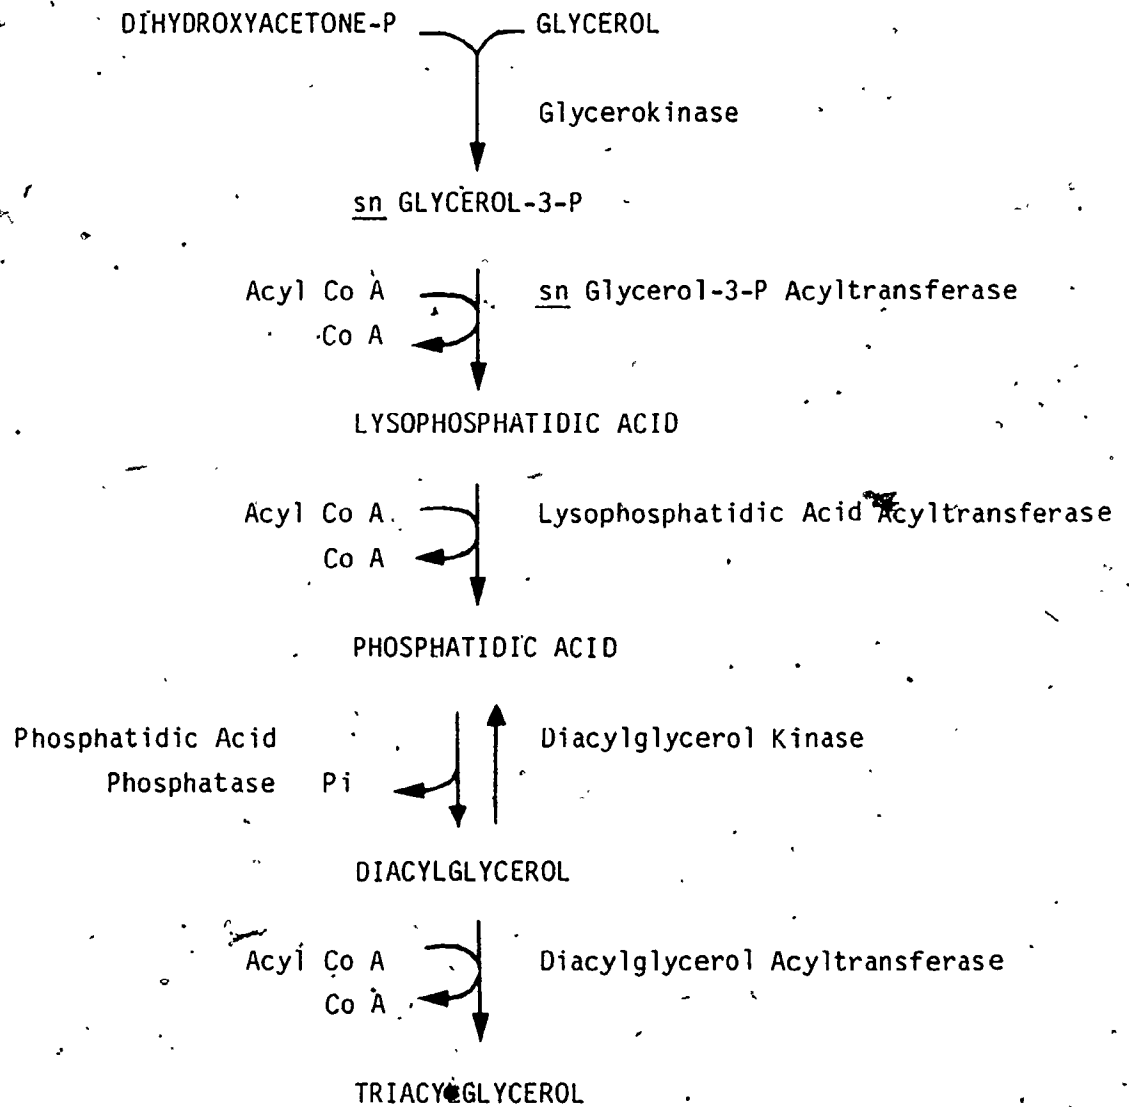 DIHYDROXYACETONE-P GLYCEROL
Glycerokinase
sn GLYCEROL-3-P
Acyl Co A sn Glycerol-3-P Acyltransferase
Co A
LYSOPHOSPHATIDIC ACID
Acyl Co A Lysophosphatidic Acid Acyltransferase
Co A
PHOSPHATIDIC ACID
Phosphatidic Acid Diacylglycerol Kinase
Phosphatase Pi
DIACYLGLYCEROL
Acyl Co A Diacylglycerol Acyltransferase
Co A
TRIACYLGLYCEROL